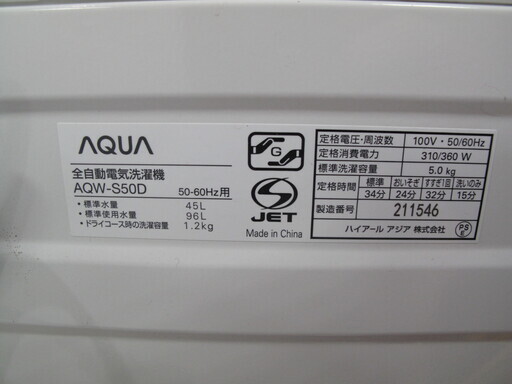 AQUA
全自動電気洗濯機
AQW-S50D 50-60Hz用
・標準水量 45L
・標準使用水量 96L
・ドライコース時の洗濯容量 1.2kg
G
S
JET
Made in China
定格電圧・周波数 100V・50/60Hz
定格消費電力 310/360 W
標準洗濯容量 5.0 kg
定格時間 標準 おいそぎ すすぎ1回 洗いのみ
34分 24分 32分 15分
製造番号 211546
ハイアール アジア 株式会社
PS
E